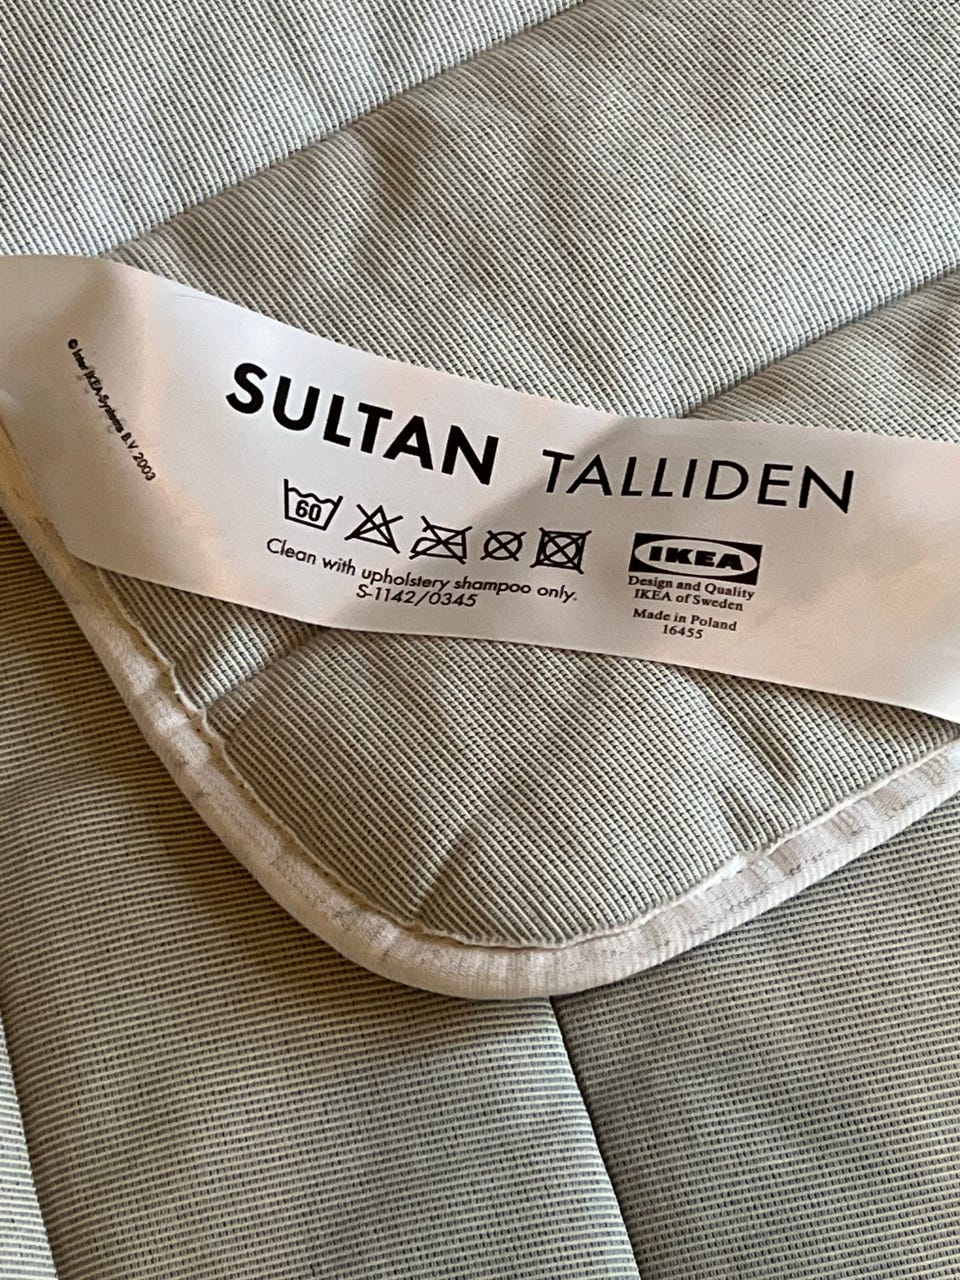 © Inter IKEA Systems B.V. 2003
SULTAN TALLIDEN
60
Clean with upholstery shampoo only.
S-1142/0345
IKEA
Design and Quality
IKEA of Sweden
Made in Poland
16455